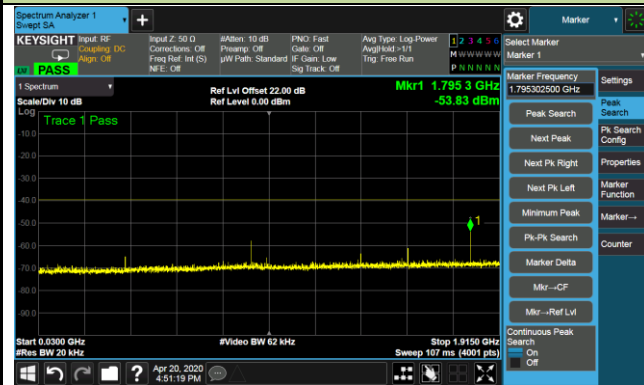 Spectrum Analyzer 1
Swept SA
Marker
KEYSIGHT
Input: RF
Coupling: DC
Align: Off
Input Z: 50 Ω
Corrections: Off
Freq Ref: Int (S)
NFE: Off
#Atten: 10 dB
Preamp: Off
µW Path: Standard
PNO: Fast
Gate: Off
IF Gain: Low
Sig Track: Off
Avg Type: Log-Power
Avg|Hold:>1/1
Trig: Free Run
1 2 3 4 5 6
M W W W W W
P N N N N N
LW PASS
Select Marker
Marker 1
1 Spectrum
Scale/Div 10 dB
Ref Lvl Offset 22.00 dB
Ref Level 0.00 dBm
Mkr1 1.795 3 GHz
-53.83 dBm
Log
Trace 1 Pass
-10.0
-20.0
-30.0
-40.0
-50.0
-60.0
-70.0
-80.0
-90.0
1
Start 0.0300 GHz
#Res BW 20 kHz
#Video BW 62 kHz
Stop 1.9150 GHz
Sweep 107 ms (4001 pts)
Marker Frequency
1.795302500 GHz
Peak Search
Next Peak
Next Pk Right
Next Pk Left
Minimum Peak
Pk-Pk Search
Marker Delta
Mkr→CF
Mkr→Ref Lvl
Continuous Peak
Search
On
Off
Settings
Peak
Search
Pk Search
Config
Properties
Marker
Function
Marker→
Counter
?
Apr 20, 2020
4:51:19 PM